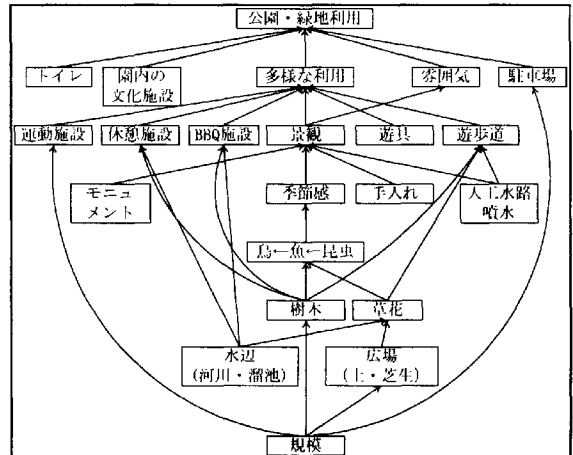 公園・緑地利用
トイレ
園内の
文化施設
多様な利用
雰囲気
駐車場
運動施設
休憩施設
BBQ施設
景観
遊具
遊歩道
モニュ
メント
季節感
手入れ
人工水路
噴水
鳥←魚←昆虫
樹木
草花
水辺
(河川・溜池)
広場
(土・芝生)
規模